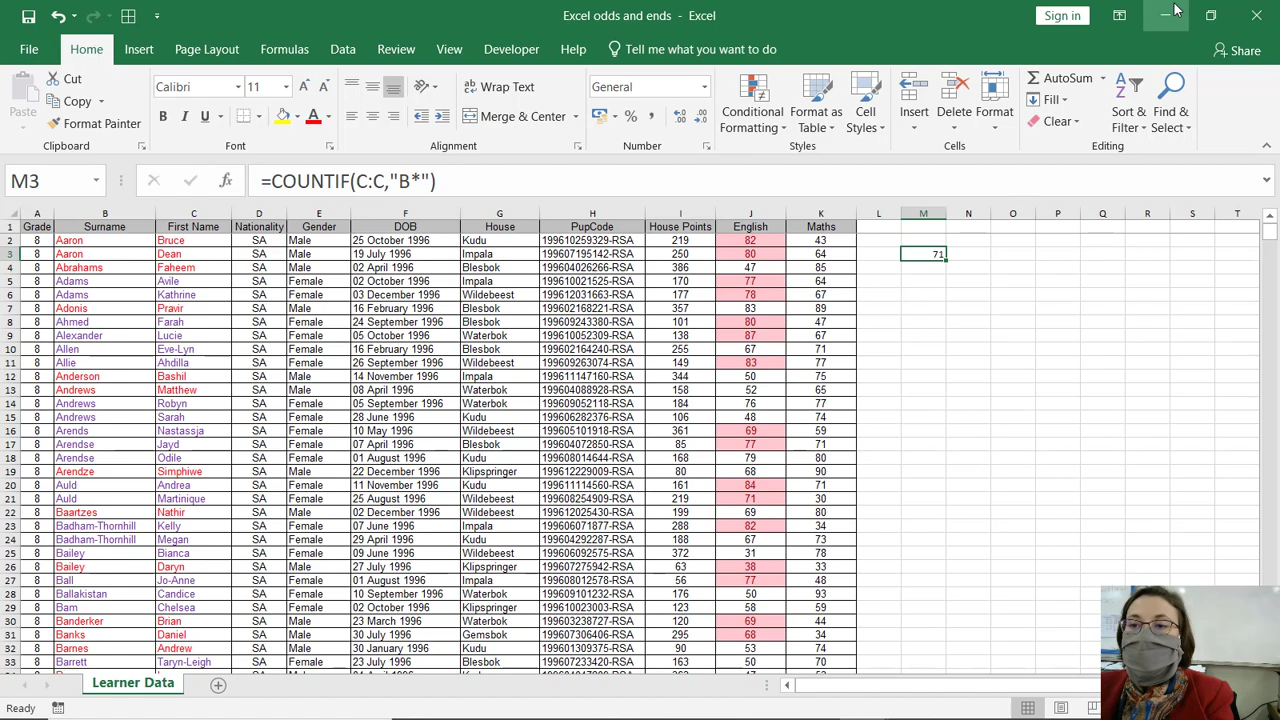 Excel odds and ends - Excel
Sign in
File Home Insert Page Layout Formulas Data Review View Developer Help Tell me what you want to do Share
Paste Cut Calibri 11 Wrap Text General Conditional Formatting Format as Table Cell Styles Insert Delete Format AutoSum Sort & Filter Find & Select
Copy Fill
Format Painter B I U A Merge & Center % , Clear
Clipboard Font Alignment Number Styles Cells Editing
M3 fx =COUNTIF(C:C,"B*")
A B C D E F G H I J K L M N O P Q R S T
1 Grade Surname First Name Nationality Gender DOB House PupCode House Points English Maths
2 8 Aaron Bruce SA Male 25 October 1996 Kudu 199610259329-RSA 219 82 43
3 8 Aaron Dean SA Male 19 July 1996 Impala 199607195142-RSA 250 80 64 71
4 8 Abrahams Faheem SA Male 02 April 1996 Blesbok 199604026266-RSA 386 47 85
5 8 Adams Avile SA Female 02 October 1996 Impala 199610021525-RSA 170 77 64
6 8 Adams Kathrine SA Female 03 December 1996 Wildebeest 199612031663-RSA 177 78 67
7 8 Adonis Pravir SA Male 16 February 1996 Blesbok 199602168221-RSA 357 83 89
8 8 Ahmed Farah SA Female 24 September 1996 Blesbok 199609243380-RSA 101 80 47
9 8 Alexander Lucie SA Female 05 October 1996 Waterbok 199610052309-RSA 138 87 67
10 8 Allen Eve-Lyn SA Female 16 February 1996 Blesbok 199602164240-RSA 255 67 71
11 8 Allie Ahdilla SA Female 26 September 1996 Wildebeest 199609263074-RSA 149 83 77
12 8 Anderson Bashil SA Male 14 November 1996 Impala 199611147160-RSA 344 50 75
13 8 Andrews Matthew SA Male 08 April 1996 Waterbok 199604088928-RSA 158 52 65
14 8 Andrews Robyn SA Female 05 September 1996 Waterbok 199609052118-RSA 184 76 77
15 8 Andrews Sarah SA Female 28 June 1996 Kudu 199606282376-RSA 106 48 74
16 8 Arends Nastassja SA Female 10 May 1996 Wildebeest 199605101918-RSA 361 69 59
17 8 Arendse Jayd SA Female 07 April 1996 Blesbok 199604072850-RSA 85 77 71
18 8 Arendse Odile SA Female 01 August 1996 Kudu 199608014644-RSA 168 79 80
19 8 Arendze Simphiwe SA Male 22 December 1996 Klipspringer 199612229009-RSA 80 68 90
20 8 Auld Andrea SA Female 11 November 1996 Kudu 199611114560-RSA 161 84 71
21 8 Auld Martinique SA Female 25 August 1996 Wildebeest 199608254909-RSA 219 71 30
22 8 Baartzes Nathir SA Male 02 December 1996 Kudu 199612025430-RSA 199 69 80
23 8 Badham-Thornhill Kelly SA Female 07 June 1996 Impala 199606071877-RSA 288 82 34
24 8 Badham-Thornhill Megan SA Female 29 April 1996 Kudu 199604292287-RSA 188 67 73
25 8 Bailey Bianca SA Female 09 June 1996 Wildebeest 199606092575-RSA 372 31 78
26 8 Bailey Daryn SA Male 27 July 1996 Klipspringer 199607275942-RSA 63 38 33
27 8 Ball Jo-Anne SA Female 01 August 1996 Impala 199608012578-RSA 56 77 48
28 8 Ballakistan Candice SA Female 10 September 1996 Waterbok 199609101232-RSA 176 50 93
29 8 Bam Chelsea SA Female 02 October 1996 Klipspringer 199610023003-RSA 123 58 59
30 8 Banderker Brian SA Male 23 March 1996 Waterbok 199603238727-RSA 120 69 44
31 8 Banks Daniel SA Male 30 July 1996 Gemsbok 199607306406-RSA 295 68 34
32 8 Barnes Andrew SA Male 30 January 1996 Kudu 199601307426-RSA 90 53 74
33 8 Barrett Taryn-Leigh SA Female 23 July 1996 Blesbok 199607233420-RSA 163 50 70
Learner Data
Ready